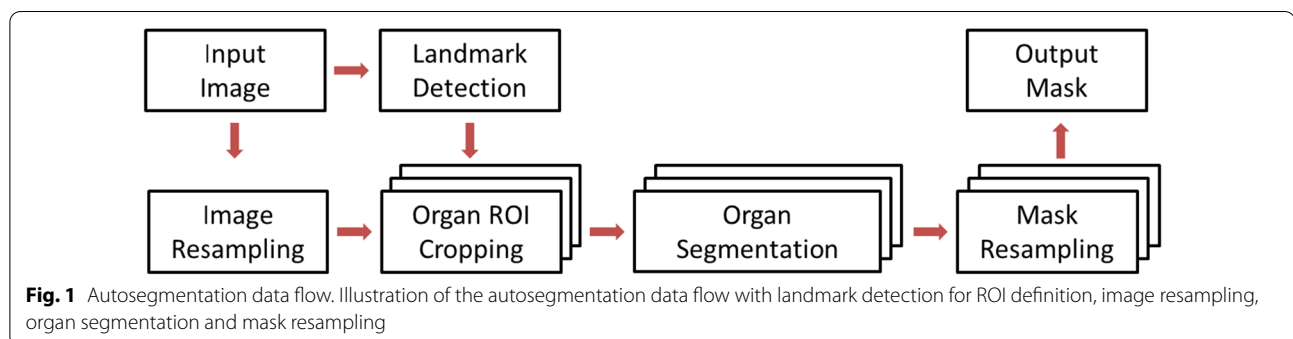 Input
Image
Landmark
Detection
Output
Mask
Image
Resampling
Organ ROI
Cropping
Organ
Segmentation
Mask
Resampling
Fig. 1 Autosegmentation data flow. Illustration of the autosegmentation data flow with landmark detection for ROI definition, image resampling,
organ segmentation and mask resampling